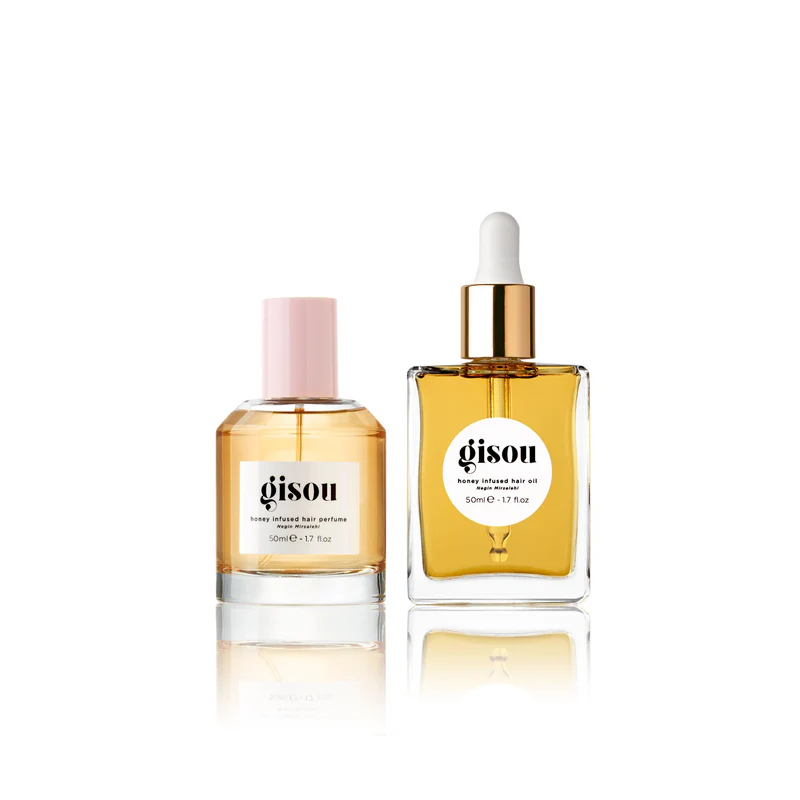 gisou
honey infused hair perfume
Negin Mirsalehi
50ml℮ - 1.7 fl.oz
gisou
honey infused hair oil
Negin Mirsalehi
50ml℮ - 1.7 fl.oz